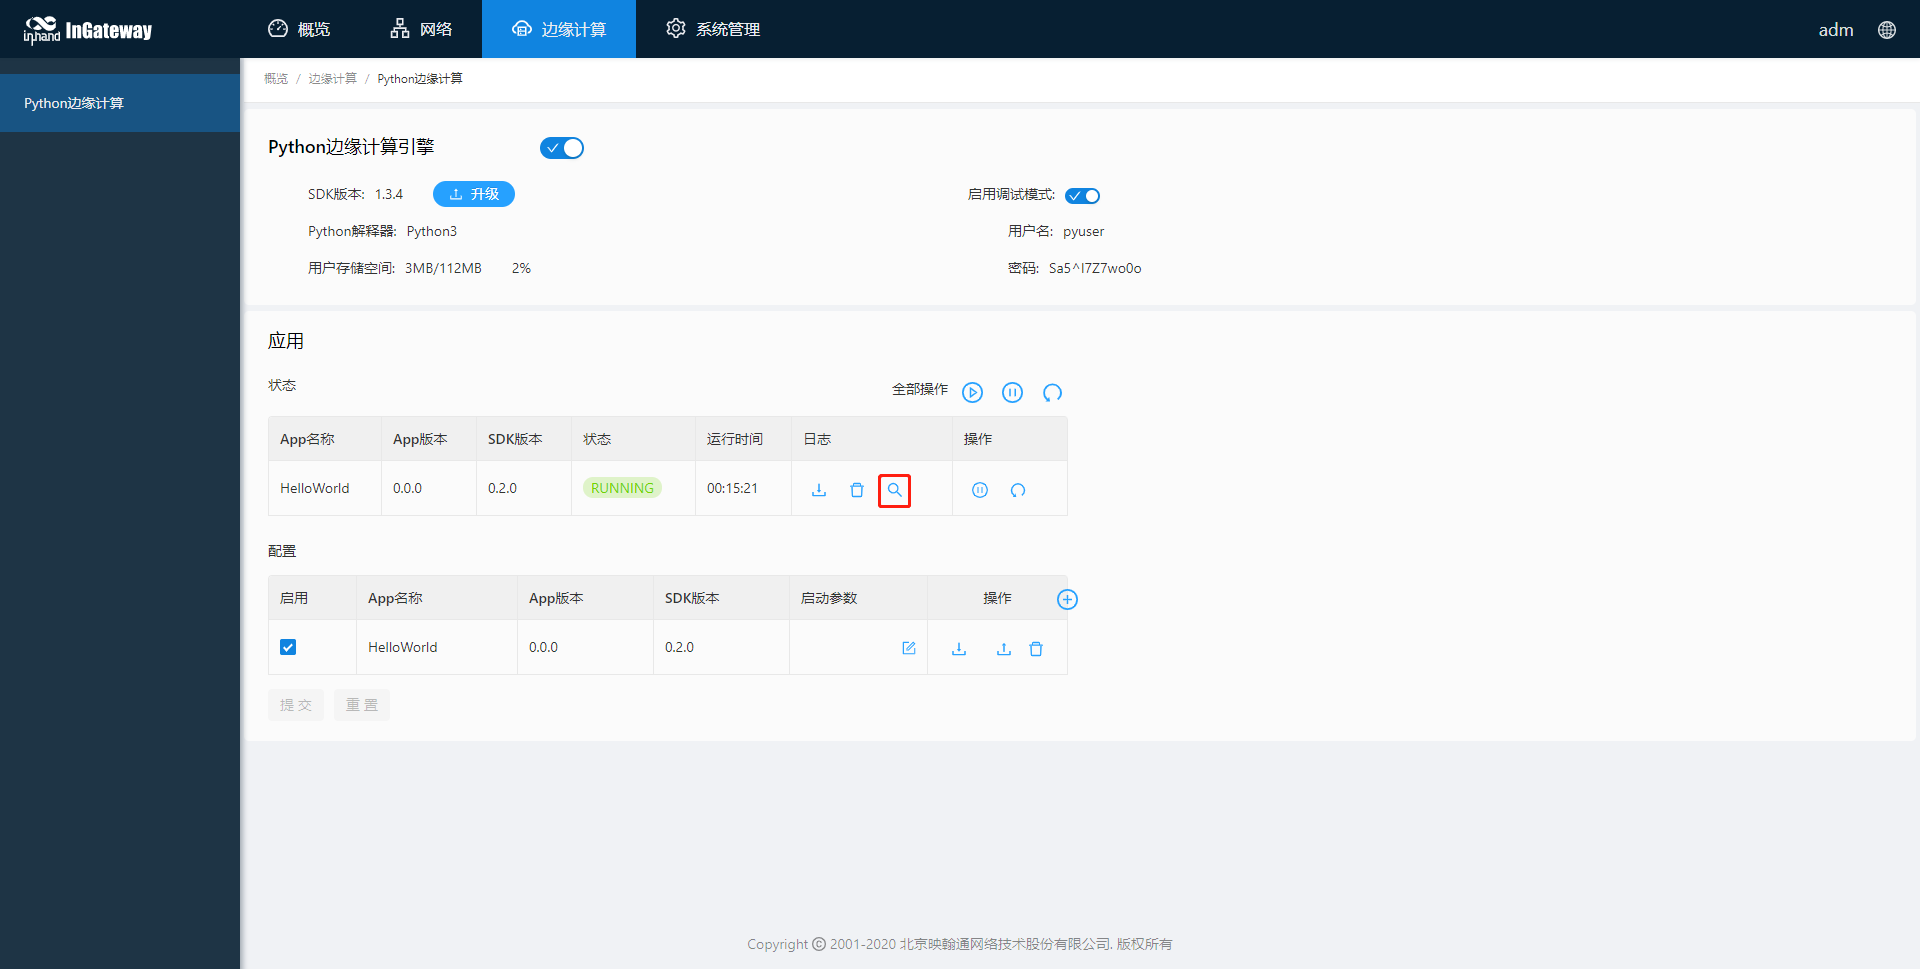 inhand InGateway 概览 网络 边缘计算 系统管理 adm
Python边缘计算
概览 / 边缘计算 / Python边缘计算
Python边缘计算引擎
SDK版本: 1.3.4 升级 启用调试模式:
Python解释器: Python3 用户名: pyuser
用户存储空间: 3MB/112MB 2% 密码: Sa5^I7Z7wo0o
应用
状态 全部操作
App名称 App版本 SDK版本 状态 运行时间 日志 操作
HelloWorld 0.0.0 0.2.0 RUNNING 00:15:21
配置
启用 App名称 App版本 SDK版本 启动参数 操作
HelloWorld 0.0.0 0.2.0
提交 重置
Copyright © 2001-2020 北京映翰通网络技术股份有限公司. 版权所有